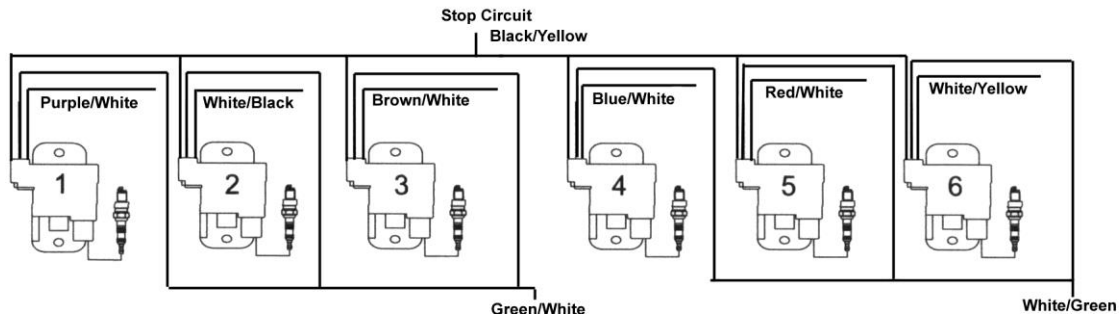 Stop Circuit
Black/Yellow
Purple/White
White/Black
Brown/White
Blue/White
Red/White
White/Yellow
1
2
3
4
5
6
Green/White
White/Green